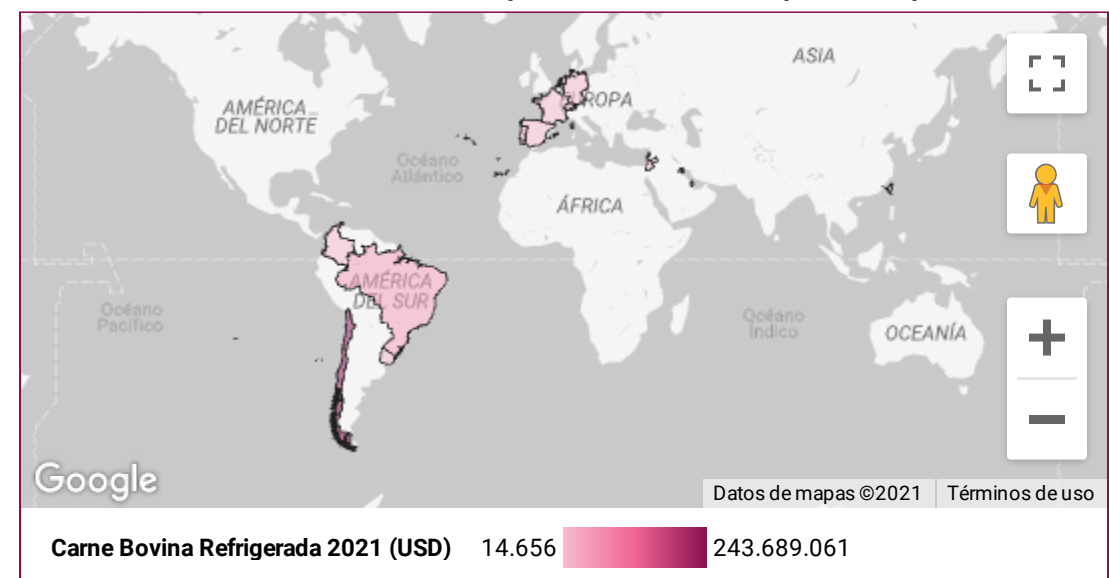 ASIA
AMÉRICA
DEL NORTE
EUROPA
Océano
Atlántico
ÁFRICA
AMÉRICA
DEL SUR
Océano
Pacífico
Océano
Índico
OCEANÍA
Google
Datos de mapas ©2021
Términos de uso
Carne Bovina Refrigerada 2021 (USD) 14.656 243.689.061